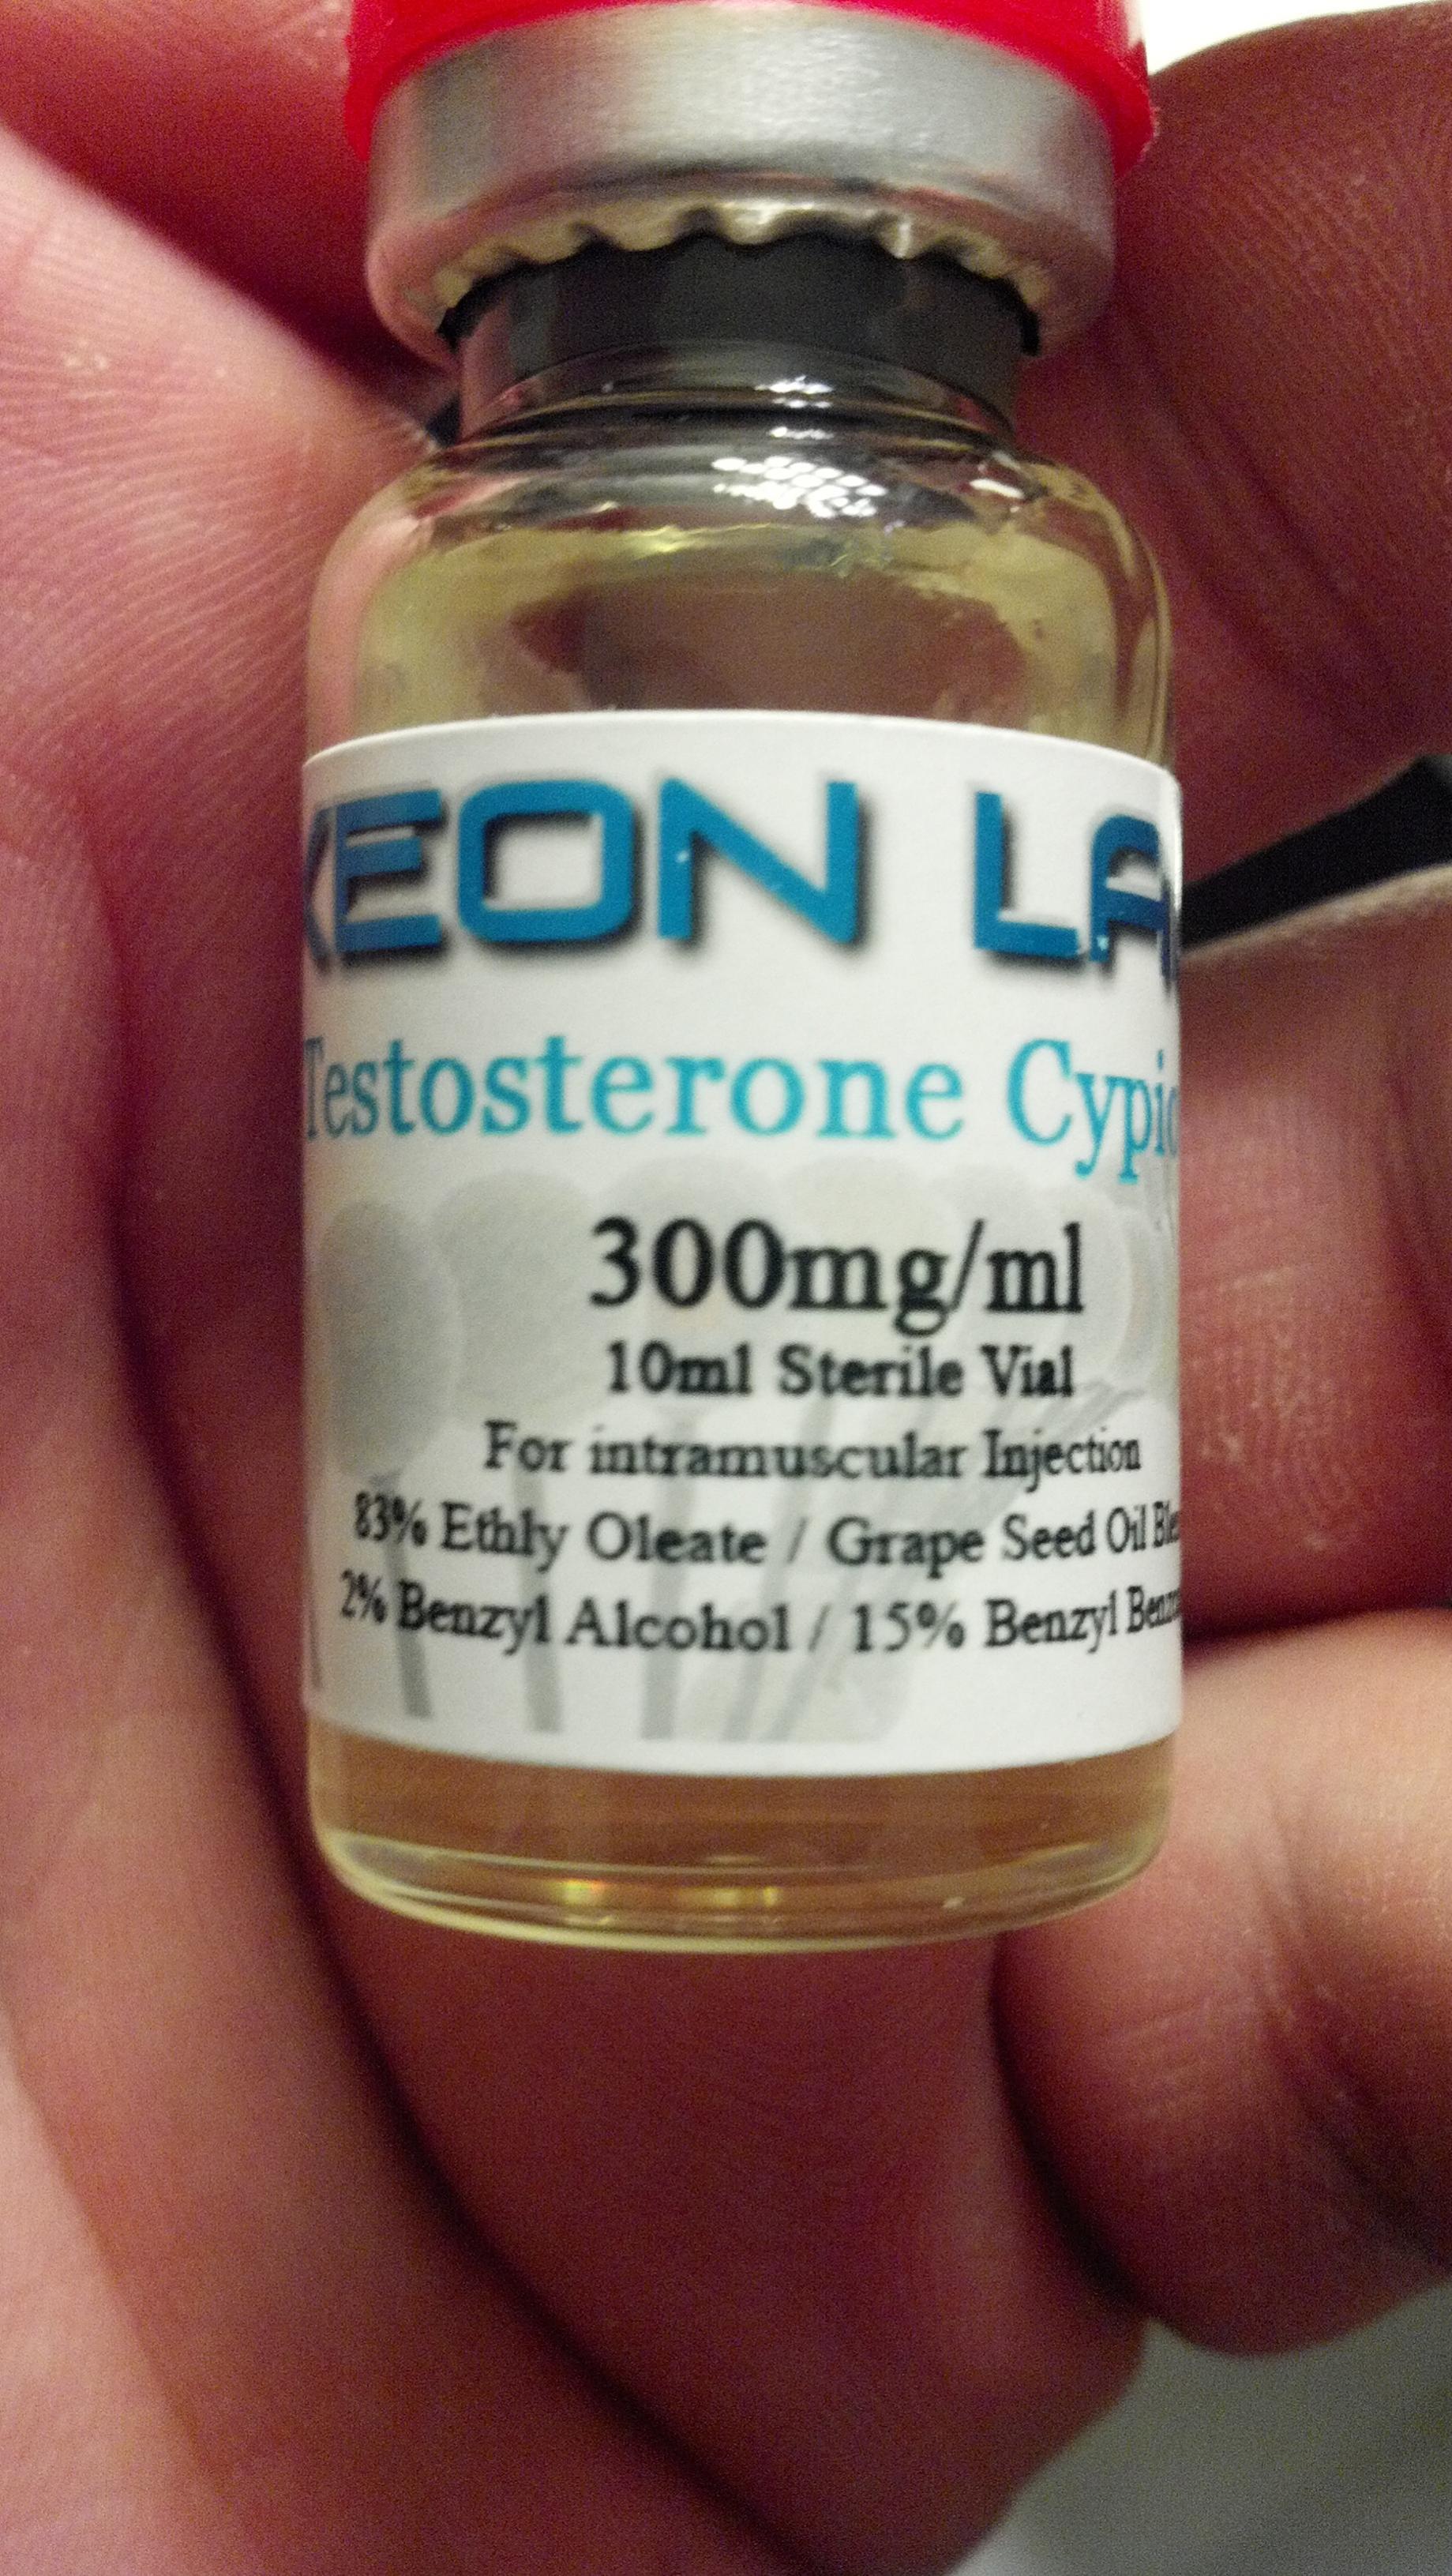 KEON LA
Testosterone Cypio
300mg/ml
10ml Sterile Vial
For intramuscular Injection
83% Ethly Oleate / Grape Seed Oil Ble
2% Benzyl Alcohol / 15% Benzyl Benzo